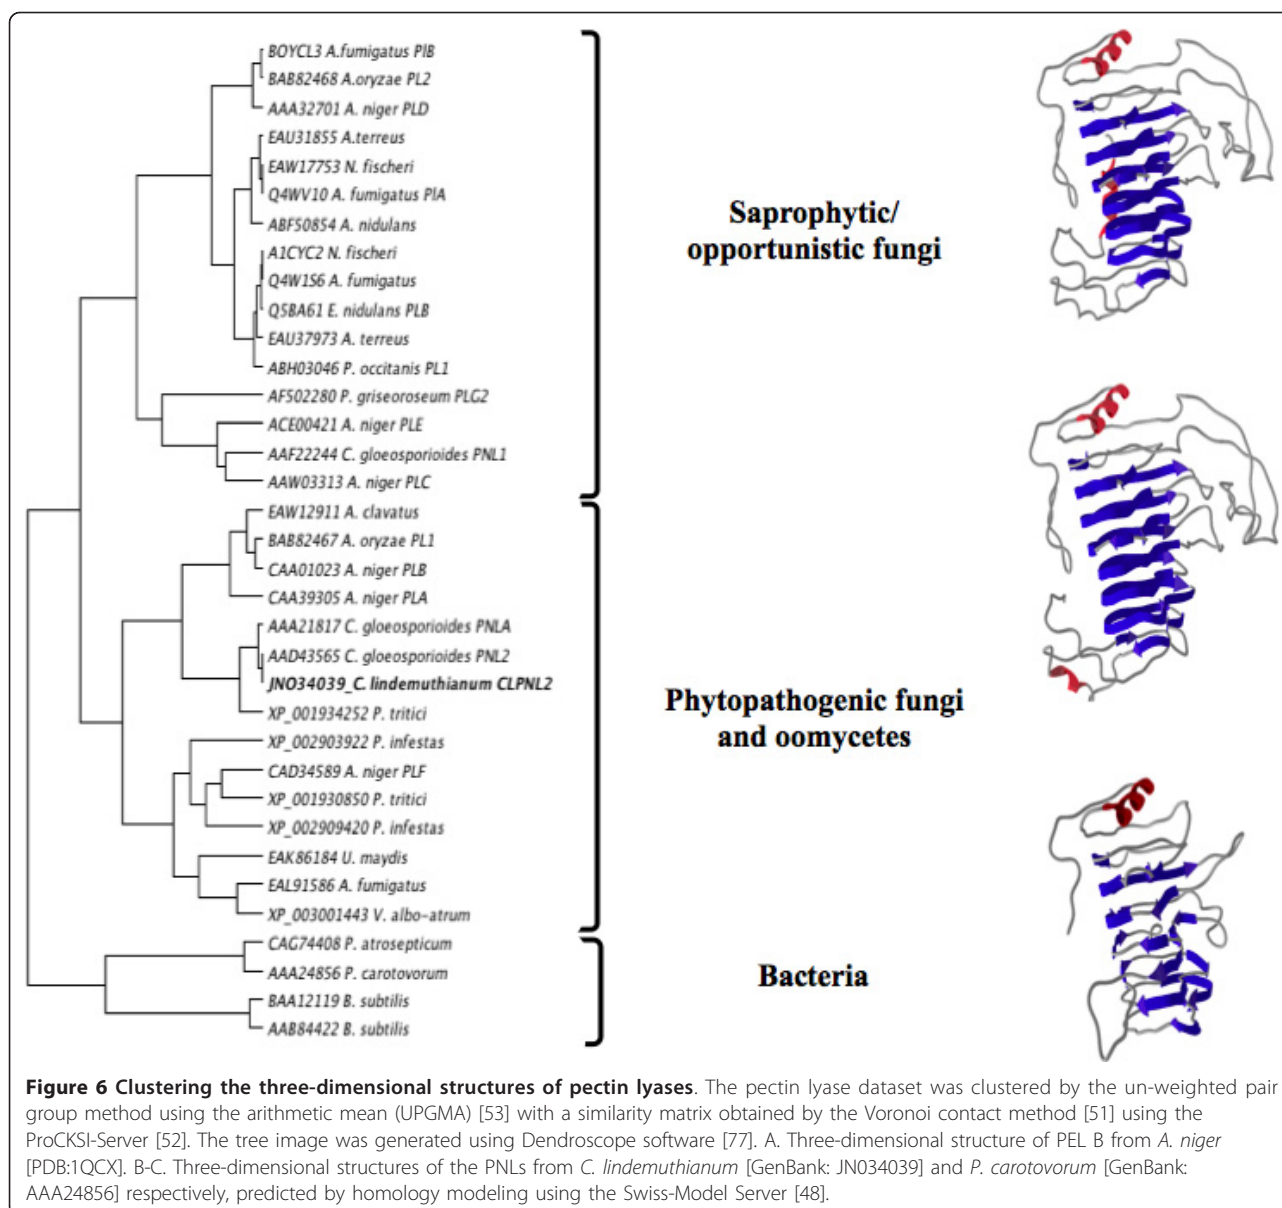 BOYCL3 A.fumigatus PlB
BAB82468 A.oryzae PL2
AAA32701 A. niger PLD
EAU31855 A.terreus
EAW17753 N. fischeri
Q4WV10 A. fumigatus PlA
ABF50854 A. nidulans
A1CYC2 N. fischeri
Q4W1S6 A. fumigatus
Q5BA61 E. nidulans PLB
EAU37973 A. terreus
ABH03046 P. occitanis PL1
AF502280 P. griseoroseum PLG2
ACE00421 A. niger PLE
AAF22244 C. gloeosporioides PNL1
AAW03313 A. niger PLC
Saprophytic/
opportunistic fungi
EAW12911 A. clavatus
BAB82467 A. oryzae PL1
CAA01023 A. niger PLB
CAA39305 A. niger PLA
AAA21817 C. gloeosporioides PNLA
AAD43565 C. gloeosporioides PNL2
JNO34039_C. lindemuthianum CLPNL2
XP_001934252 P. tritici
XP_002903922 P. infestas
CAD34589 A. niger PLF
XP_001930850 P. tritici
XP_002909420 P. infestas
EAK86184 U. maydis
EAL91586 A. fumigatus
XP_003001443 V. albo-atrum
Phytopathogenic fungi
and oomycetes
CAG74408 P. atrosepticum
AAA24856 P. carotovorum
BAA12119 B. subtilis
AAB84422 B. subtilis
Bacteria
Figure 6 Clustering the three-dimensional structures of pectin lyases. The pectin lyase dataset was clustered by the un-weighted pair
group method using the arithmetic mean (UPGMA) [53] with a similarity matrix obtained by the Voronoi contact method [51] using the
ProCKSI-Server [52]. The tree image was generated using Dendroscope software [77]. A. Three-dimensional structure of PEL B from A. niger
[PDB:1QCX]. B-C. Three-dimensional structures of the PNLs from C. lindemuthianum [GenBank: JN034039] and P. carotovorum [GenBank:
AAA24856] respectively, predicted by homology modeling using the Swiss-Model Server [48].